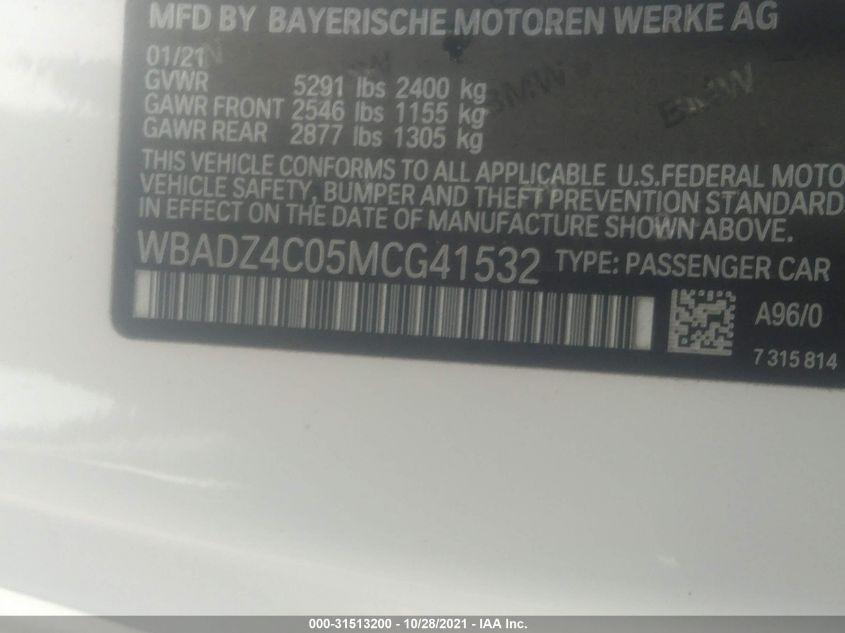 MFD BY BAYERISCHE MOTOREN WERKE AG
01/21
GVWR 5291 lbs 2400 kg
GAWR FRONT 2546 lbs 1155 kg
GAWR REAR 2877 lbs 1305 kg
THIS VEHICLE CONFORMS TO ALL APPLICABLE U.S.FEDERAL MOTO
VEHICLE SAFETY, BUMPER AND THEFT PREVENTION STANDARD
IN EFFECT ON THE DATE OF MANUFACTURE SHOWN ABOVE.
WBADZ4C05MCG41532 TYPE: PASSENGER CAR
A96/0
7 315 814
BMW
BMW
000-31513200 - 10/28/2021 - IAA Inc.